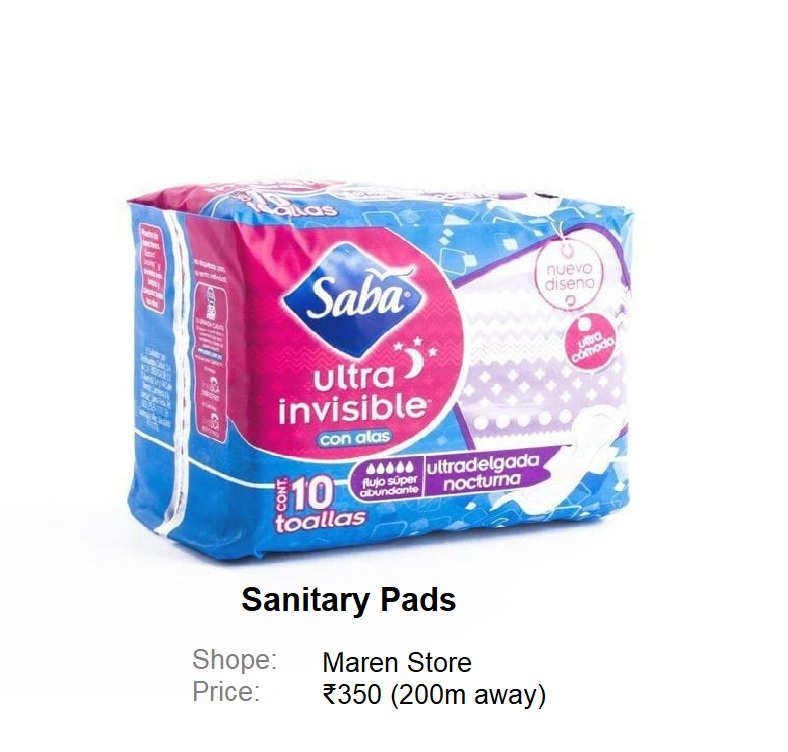 toallas
Saba
nuevo
diseño
ultra
cómoda
ultra
invisible
con alas
CONT.
10
toallas
flujo súper
abundante
ultradelgada
nocturna
Sanitary Pads
Shope: Maren Store
Price: ₹350 (200m away)